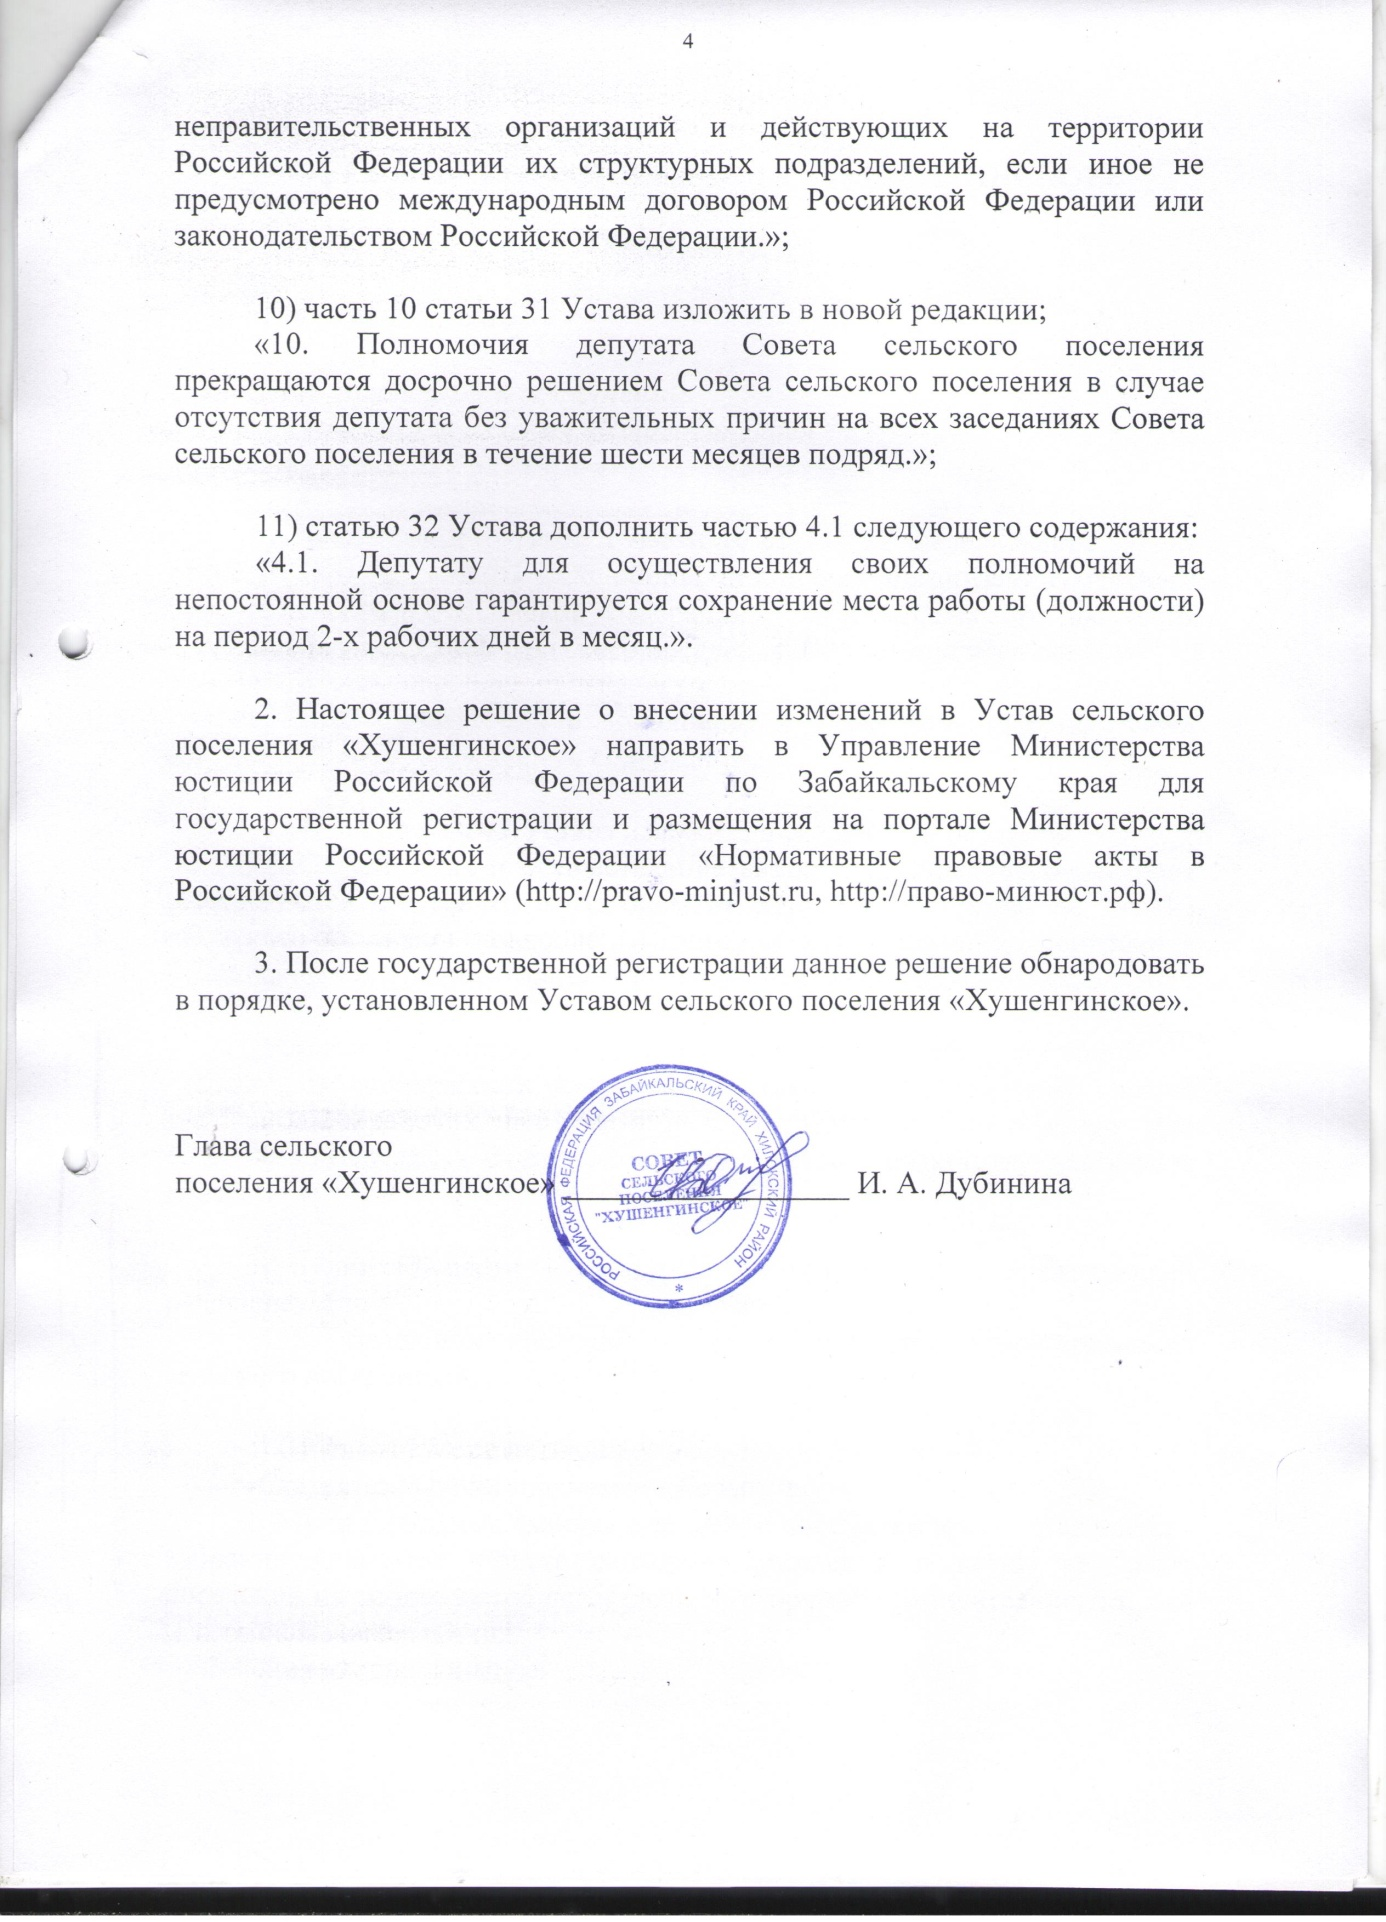 4
неправительственных организаций и действующих на территории
Российской Федерации их структурных подразделений, если иное не
предусмотрено международным договором Российской Федерации или
законодательством Российской Федерации.»;
10) часть 10 статьи 31 Устава изложить в новой редакции;
«10. Полномочия депутата Совета сельского поселения
прекращаются досрочно решением Совета сельского поселения в случае
отсутствия депутата без уважительных причин на всех заседаниях Совета
сельского поселения в течение шести месяцев подряд.»;
11) статью 32 Устава дополнить частью 4.1 следующего содержания:
«4.1. Депутату для осуществления своих полномочий на
непостоянной основе гарантируется сохранение места работы (должности)
на период 2-х рабочих дней в месяц.».
2. Настоящее решение о внесении изменений в Устав сельского
поселения «Хушенгинское» направить в Управление Министерства
юстиции Российской Федерации по Забайкальскому края для
государственной регистрации и размещения на портале Министерства
юстиции Российской Федерации «Нормативные правовые акты в
Российской Федерации» (http://pravo-minjust.ru, http://право-минюст.рф).
3. После государственной регистрации данное решение обнародовать
в порядке, установленном Уставом сельского поселения «Хушенгинское».
Глава сельского
поселения «Хушенгинское» ____________________ И. А. Дубинина
РОССИЙСКАЯ ФЕДЕРАЦИЯ ЗАБАЙКАЛЬСКИЙ КРАЙ ХИЛОКСКИЙ РАЙОН
СОВЕТ
СЕЛЬСКОГО
ПОСЕЛЕНИЯ
"ХУШЕНГИНСКОЕ"
*